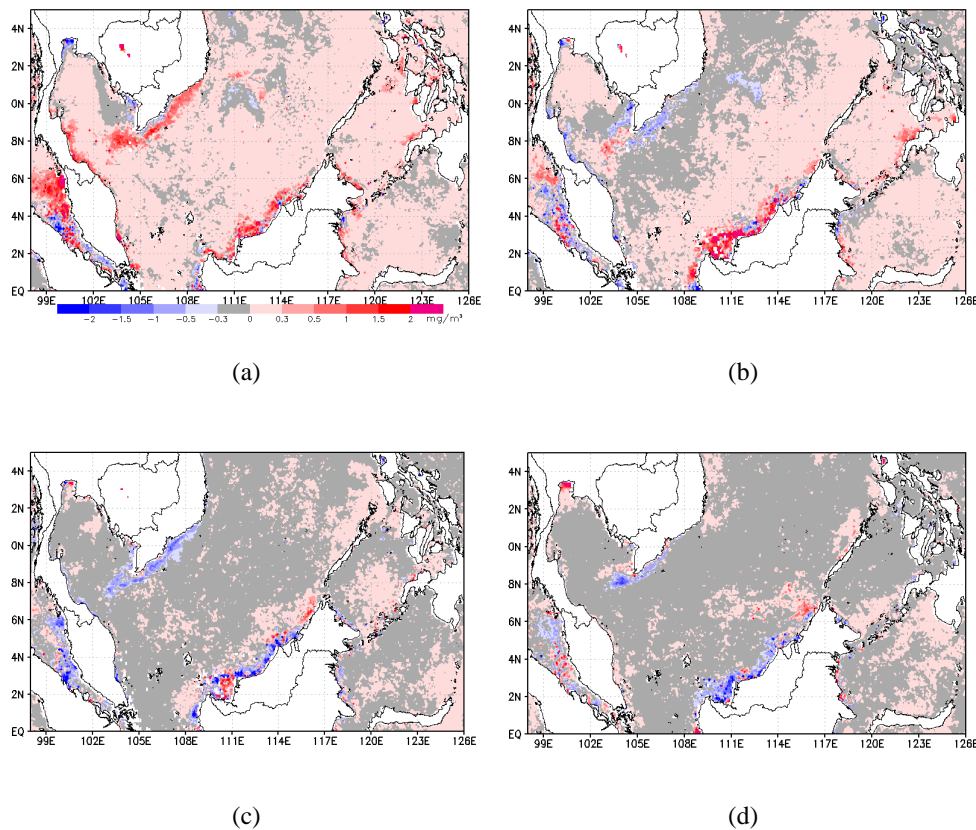 4N 4N
2N 2N
0N 0N
8N 8N
6N 6N
4N 4N
2N 2N
EQ EQ
99E 102E 105E 108E 111E 114E 117E 120E 123E 126E 99E 102E 105E 108E 111E 114E 117E 120E 123E 126E
-2 -1.5 -1 -0.5 -0.3 0 0.3 0.5 1 1.5 2 mg/m³
(a) (b)
4N 4N
2N 2N
0N 0N
8N 8N
6N 6N
4N 4N
2N 2N
EQ EQ
99E 102E 105E 108E 111E 114E 117E 120E 123E 126E 99E 102E 105E 108E 111E 114E 117E 120E 123E 126E
(c) (d)